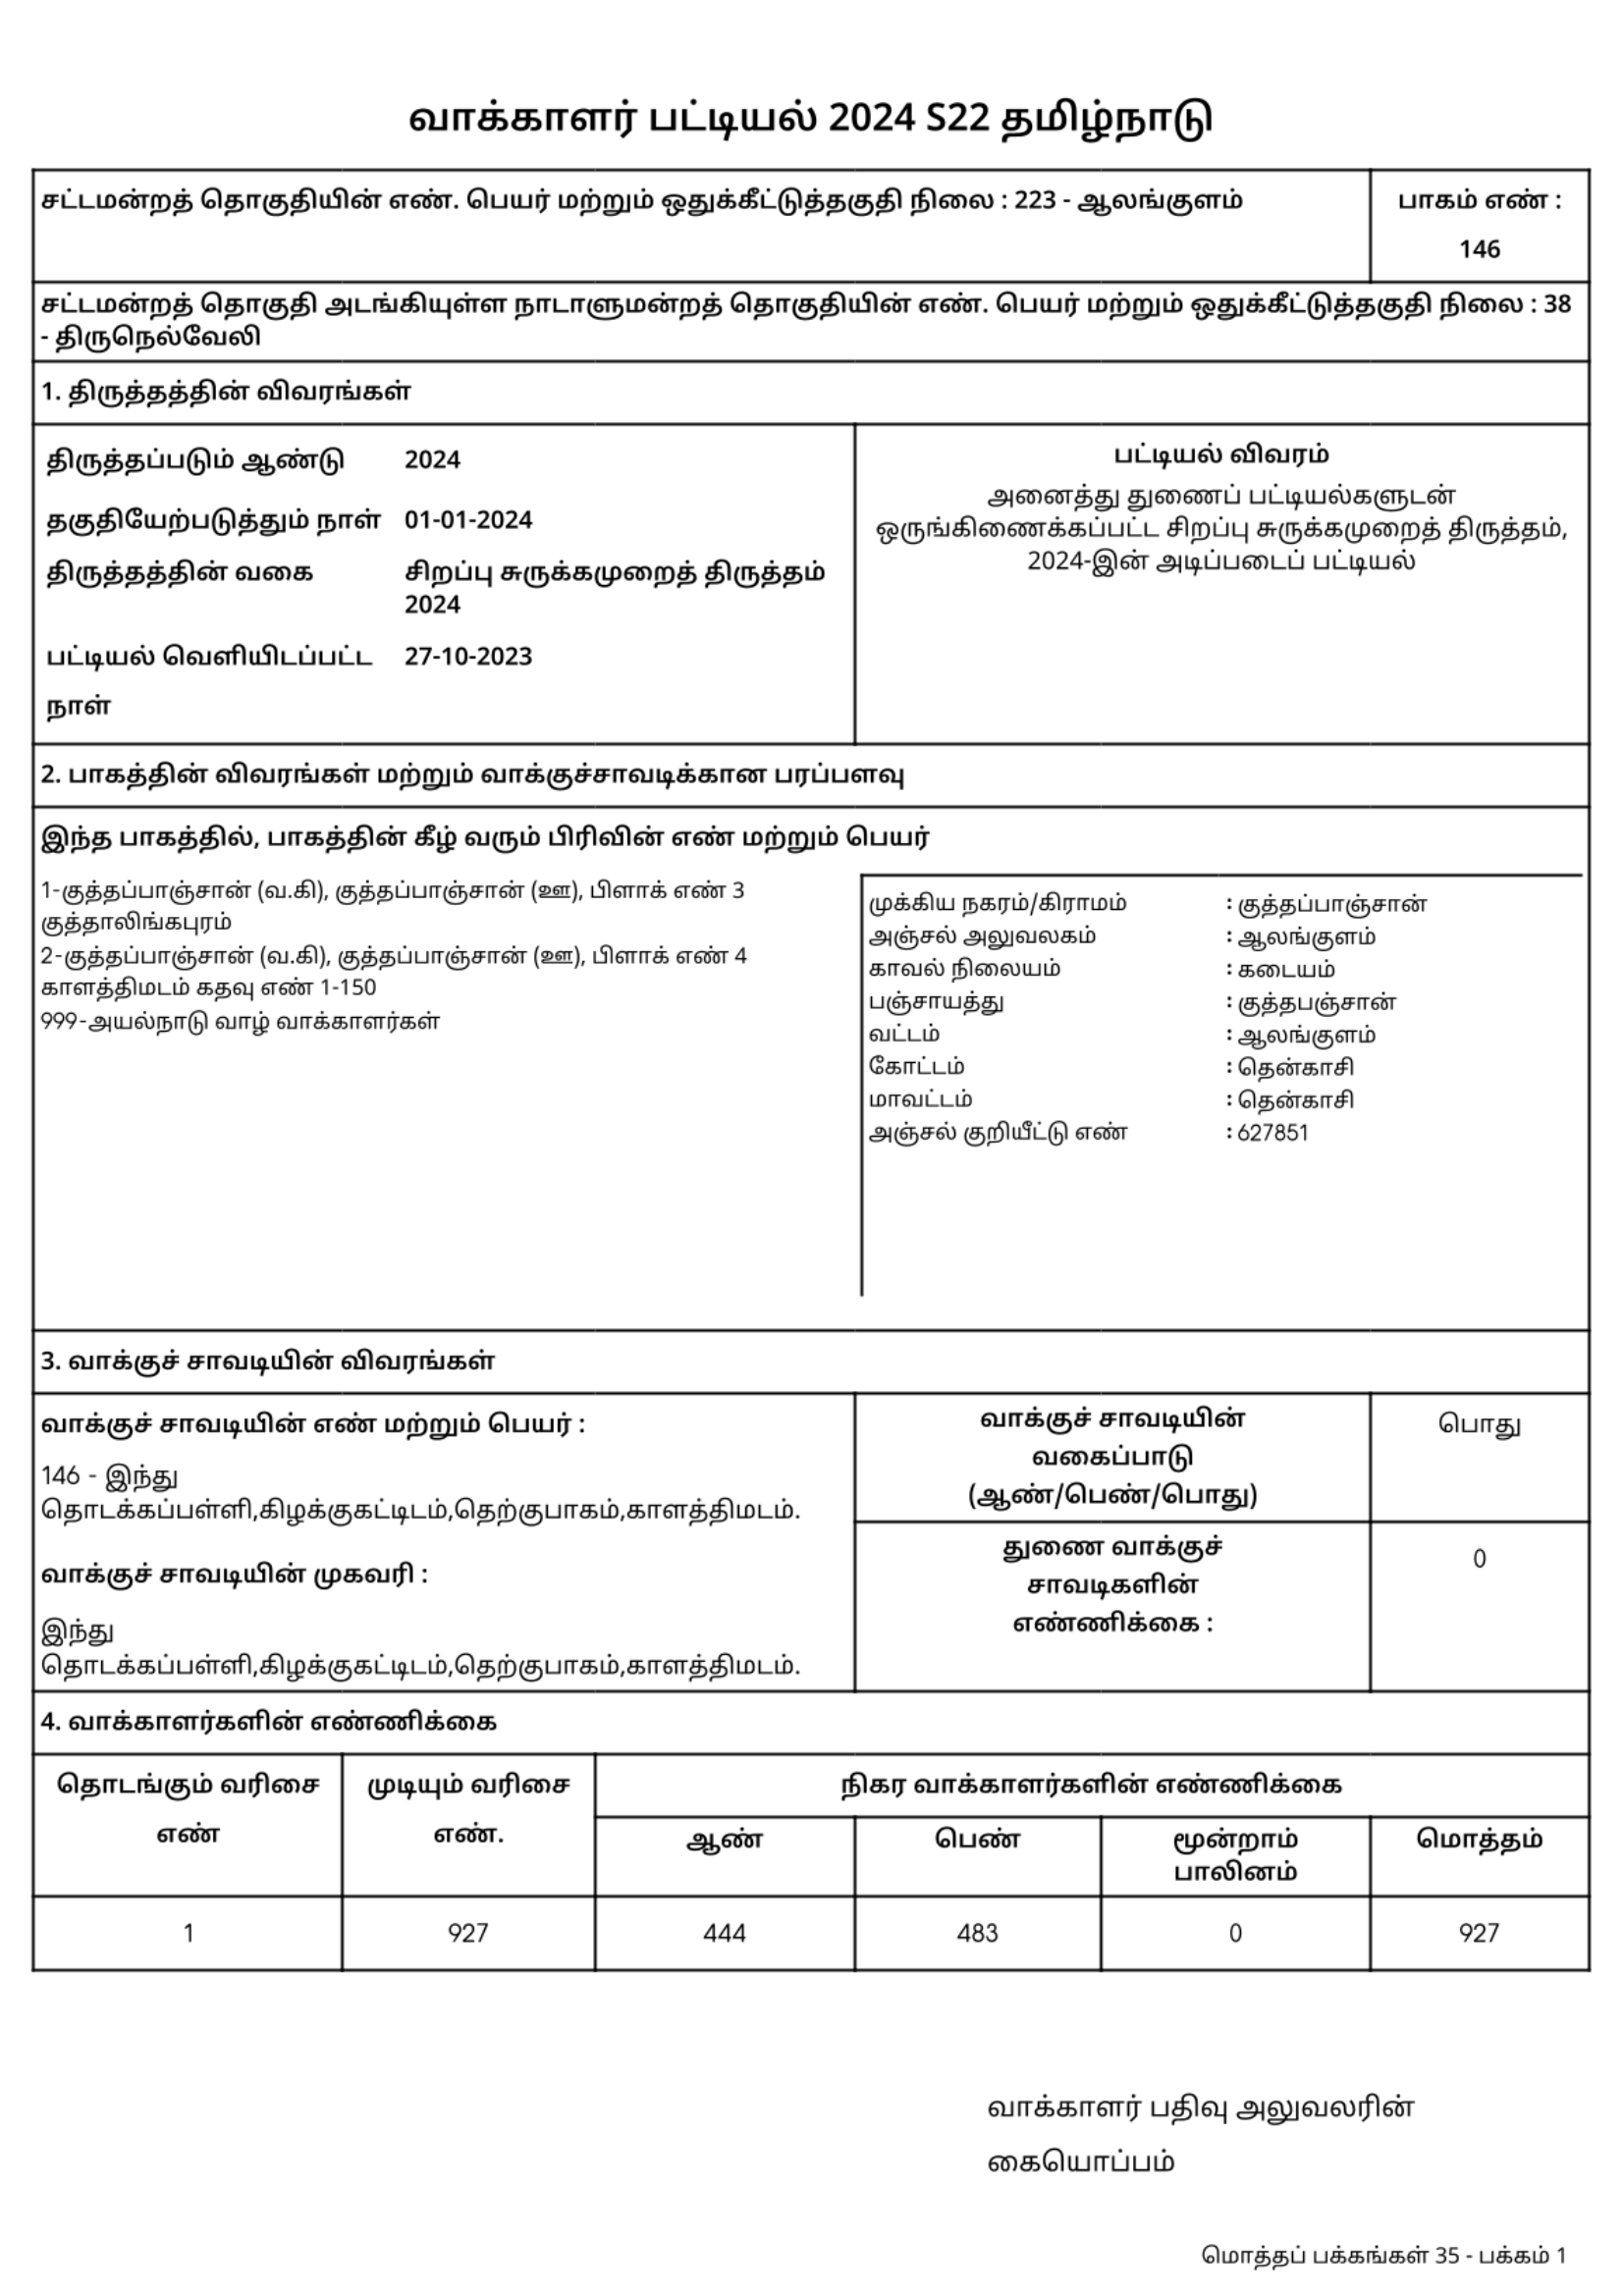 வாக்காளர் பட்டியல் 2024 S22 தமிழ்நாடு
சட்டமன்றத் தொகுதியின் எண். பெயர் மற்றும் ஒதுக்கீட்டுத்தகுதி நிலை : 223 - ஆலங்குளம்
பாகம் எண் :
146
சட்டமன்றத் தொகுதி அடங்கியுள்ள நாடாளுமன்றத் தொகுதியின் எண். பெயர் மற்றும் ஒதுக்கீட்டுத்தகுதி நிலை : 38
- திருநெல்வேலி
1. திருத்தத்தின் விவரங்கள்
திருத்தப்படும் ஆண்டு 2024
தகுதியேற்படுத்தும் நாள் 01-01-2024
திருத்தத்தின் வகை சிறப்பு சுருக்கமுறைத் திருத்தம்
2024
பட்டியல் வெளியிடப்பட்ட 27-10-2023
நாள்
பட்டியல் விவரம்
அனைத்து துணைப் பட்டியல்களுடன்
ஒருங்கிணைக்கப்பட்ட சிறப்பு சுருக்கமுறைத் திருத்தம்,
2024-இன் அடிப்படைப் பட்டியல்
2. பாகத்தின் விவரங்கள் மற்றும் வாக்குச்சாவடிக்கான பரப்பளவு
இந்த பாகத்தில், பாகத்தின் கீழ் வரும் பிரிவின் எண் மற்றும் பெயர்
1-குத்தப்பாஞ்சான் (வ.கி), குத்தப்பாஞ்சான் (ஊ), பிளாக் எண் 3
குத்தாலிங்கபுரம்
2-குத்தப்பாஞ்சான் (வ.கி), குத்தப்பாஞ்சான் (ஊ), பிளாக் எண் 4
காளத்திமடம் கதவு எண் 1-150
999-அயல்நாடு வாழ் வாக்காளர்கள்
முக்கிய நகரம்/கிராமம் : குத்தப்பாஞ்சான்
அஞ்சல் அலுவலகம் : ஆலங்குளம்
காவல் நிலையம் : கடையம்
பஞ்சாயத்து : குத்தபஞ்சான்
வட்டம் : ஆலங்குளம்
கோட்டம் : தென்காசி
மாவட்டம் : தென்காசி
அஞ்சல் குறியீட்டு எண் : 627851
3. வாக்குச் சாவடியின் விவரங்கள்
வாக்குச் சாவடியின் எண் மற்றும் பெயர் :
146 - இந்து
தொடக்கப்பள்ளி,கிழக்குகட்டிடம்,தெற்குபாகம்,காளத்திமடம்.
வாக்குச் சாவடியின் முகவரி :
இந்து
தொடக்கப்பள்ளி,கிழக்குகட்டிடம்,தெற்குபாகம்,காளத்திமடம்.
வாக்குச் சாவடியின்
வகைப்பாடு
(ஆண்/பெண்/பொது)
பொது
துணை வாக்குச்
சாவடிகளின்
எண்ணிக்கை :
0
4. வாக்காளர்களின் எண்ணிக்கை
தொடங்கும் வரிசை
எண்
முடியும் வரிசை
எண்.
நிகர வாக்காளர்களின் எண்ணிக்கை
ஆண்
பெண்
மூன்றாம்
பாலினம்
மொத்தம்
1 927 444 483 0 927
வாக்காளர் பதிவு அலுவலரின்
கையொப்பம்
மொத்தப் பக்கங்கள் 35 - பக்கம் 1